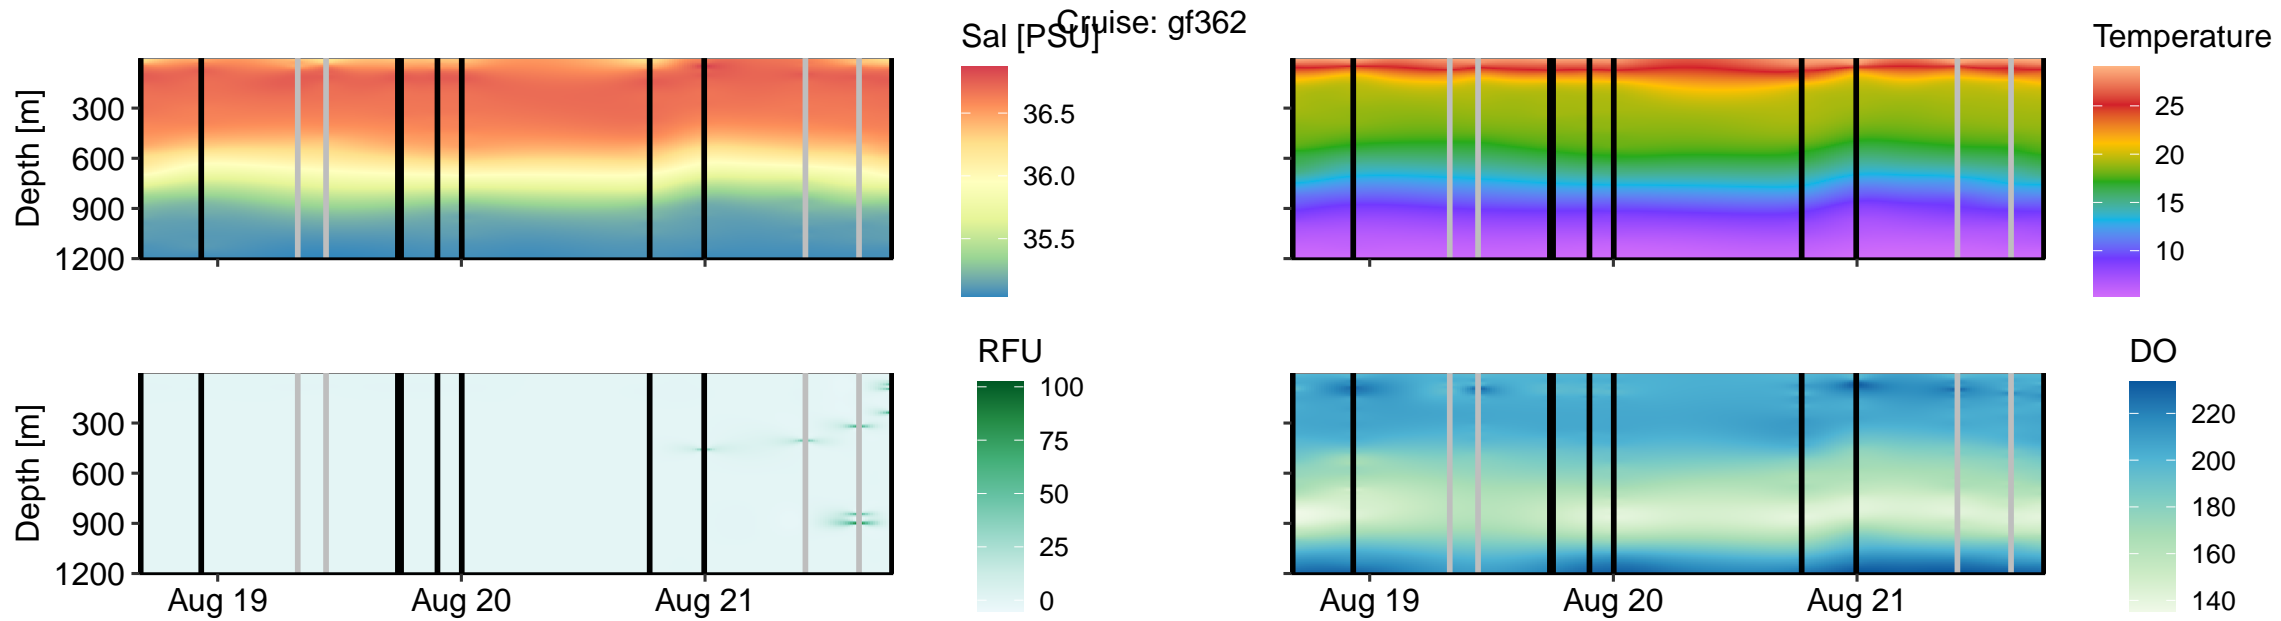 Cruise: gf362
Sal [PSU]
Depth [m]
300
600
900
1200
36.5
36.0
35.5
Temperature
25
20
15
10
RFU
Depth [m]
300
600
900
1200
Aug 19
Aug 20
Aug 21
100
75
50
25
0
DO
Aug 19
Aug 20
Aug 21
220
200
180
160
140